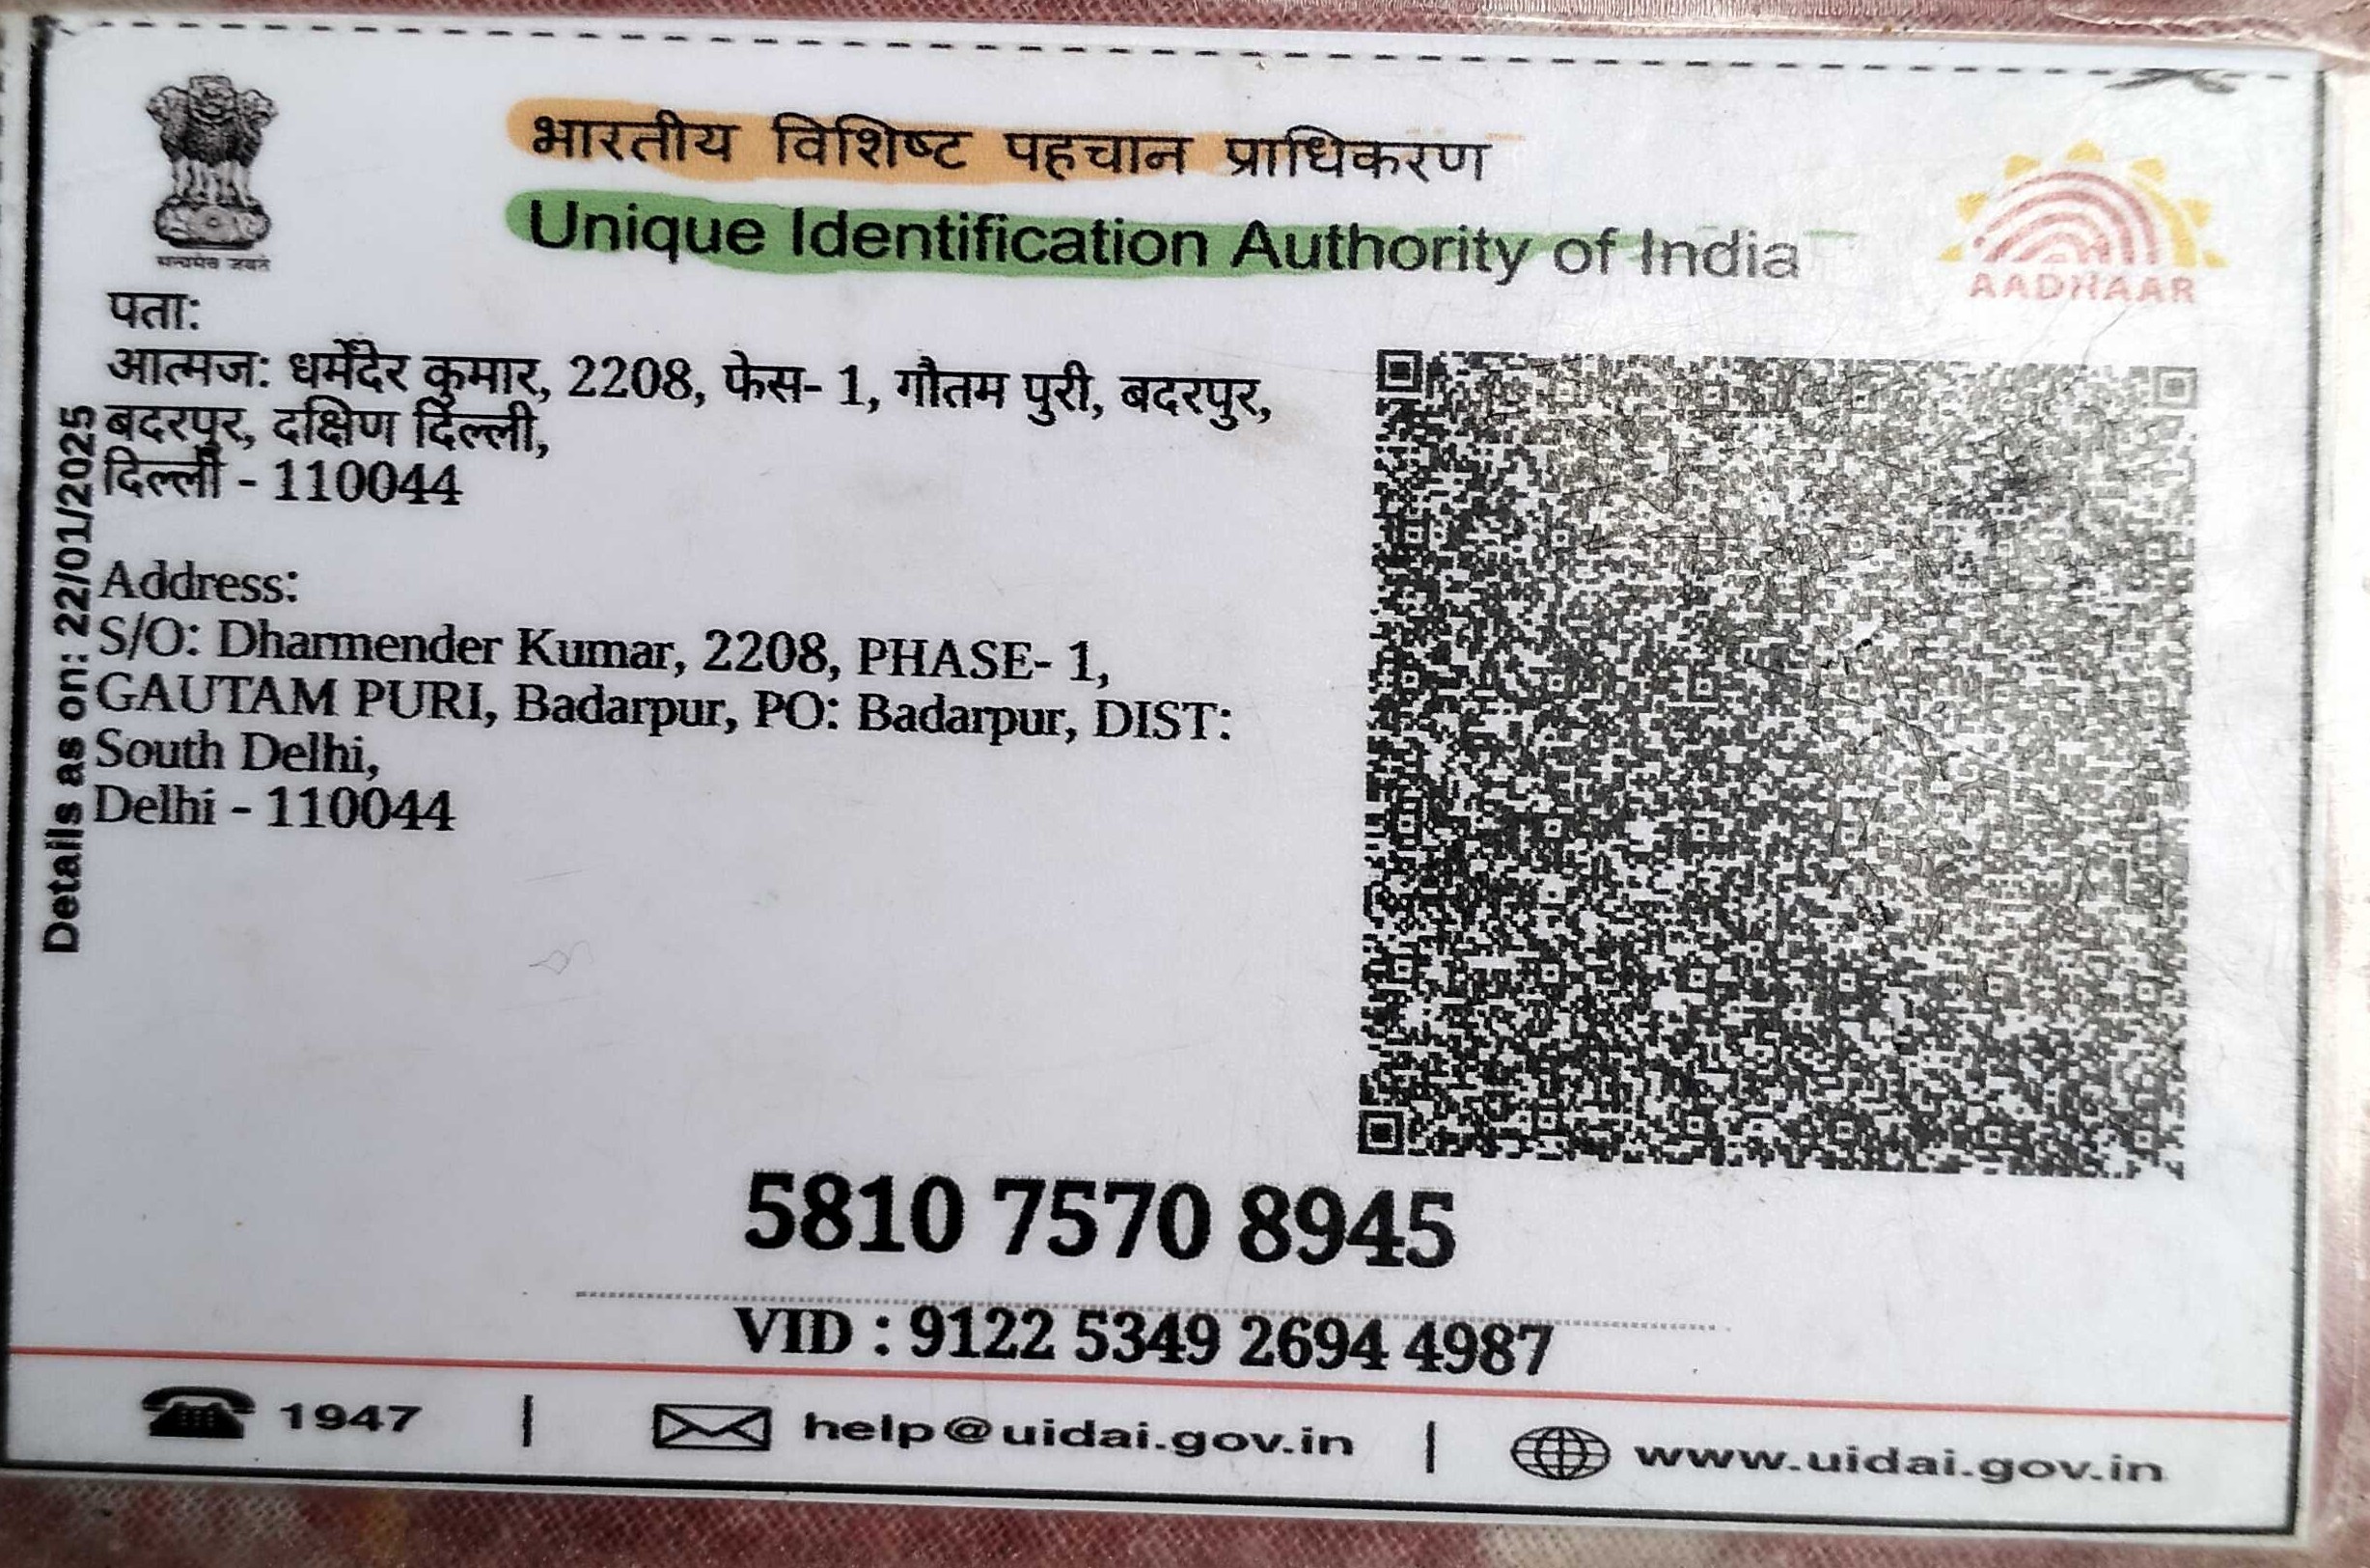 भारतीय विशिष्ट पहचान प्राधिकरण
Unique Identification Authority of India
सत्यमेव जयते
AADHAAR
पता:
आत्मज: धर्मेंदेर कुमार, 2208, फेस- 1, गौतम पुरी, बदरपुर,
बदरपुर, दक्षिण दिल्ली,
दिल्ली - 110044
Address:
S/O: Dharmender Kumar, 2208, PHASE- 1,
GAUTAM PURI, Badarpur, PO: Badarpur, DIST:
South Delhi,
Delhi - 110044
Details as on: 22/01/2025
5810 7570 8945
VID : 9122 5349 2694 4987
1947 | help@uidai.gov.in | www.uidai.gov.in